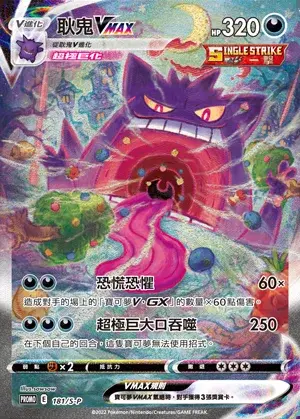 V進化
耿鬼VMAX
HP 320
從耿鬼V進化
超極巨化
SINGLE STRIKE
一擊
恐慌恐懼 60×
造成對手的場上的「寶可夢V・GX」的數量×60點傷害。
超極巨大口吞噬 250
在下個自己的回合,這隻寶可夢無法使用招式。
弱點 ×2 抵抗力 撤退
VMAX規則
寶可夢VMAX氣絕時,對手獲得3張獎賞卡。
Illus.sowsow
PROMO E 181/S-P
©2022 Pokémon/Nintendo/Creatures/GAME FREAK